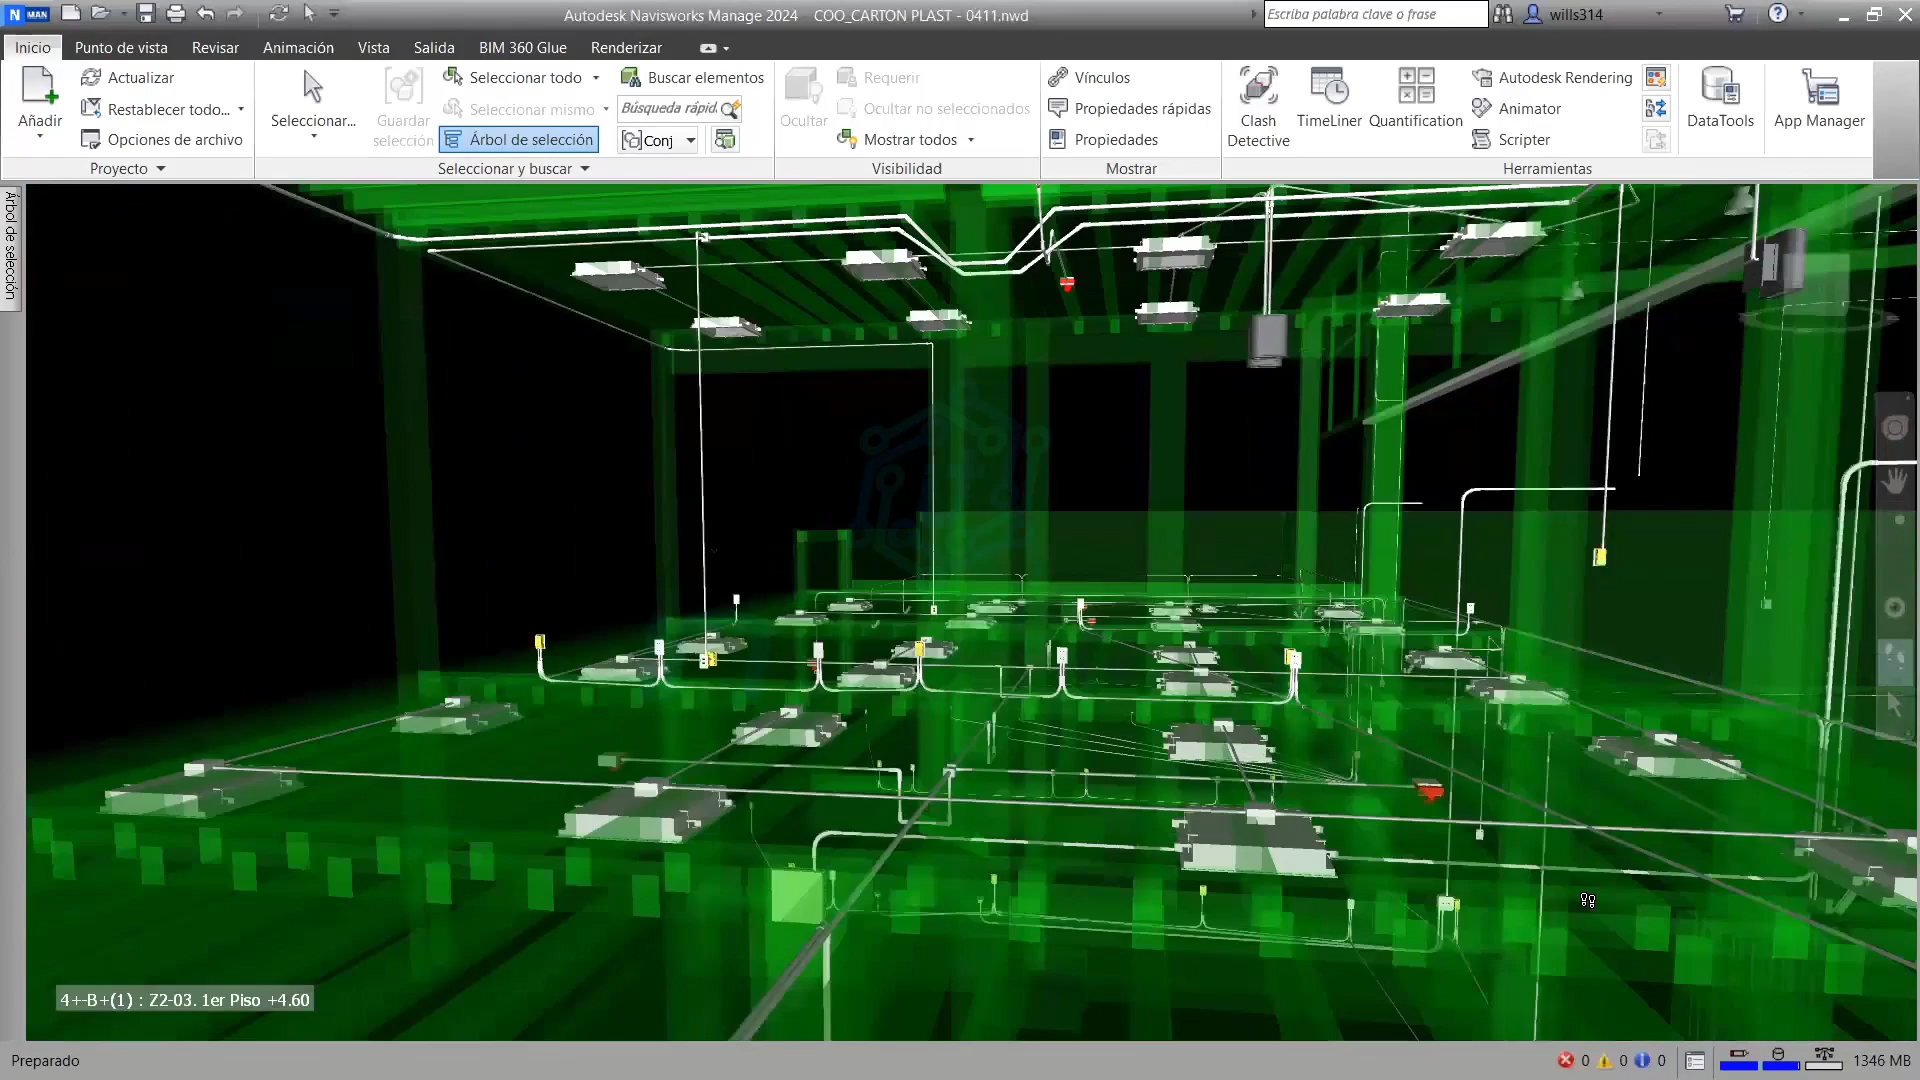 N MAN
Autodesk Navisworks Manage 2024 COO_CARTON PLAST - 0411.nwd
Escriba palabra clave o frase
wills314
Inicio Punto de vista Revisar Animación Vista Salida BIM 360 Glue Renderizar
Añadir
Actualizar
Restablecer todo...
Opciones de archivo
Proyecto
Seleccionar...
Guardar
selección
Seleccionar todo
Seleccionar mismo
Árbol de selección
Buscar elementos
Búsqueda rápid
Conj
Seleccionar y buscar
Ocultar
Requerir
Ocultar no seleccionados
Mostrar todos
Visibilidad
Vínculos
Propiedades rápidas
Propiedades
Mostrar
Clash
Detective
TimeLiner
Quantification
Autodesk Rendering
Animator
Scripter
Herramientas
DataTools
App Manager
Árbol de selección
4+-B+(1) : Z2-03. 1er Piso +4.60
Preparado
0 0 0
1346 MB